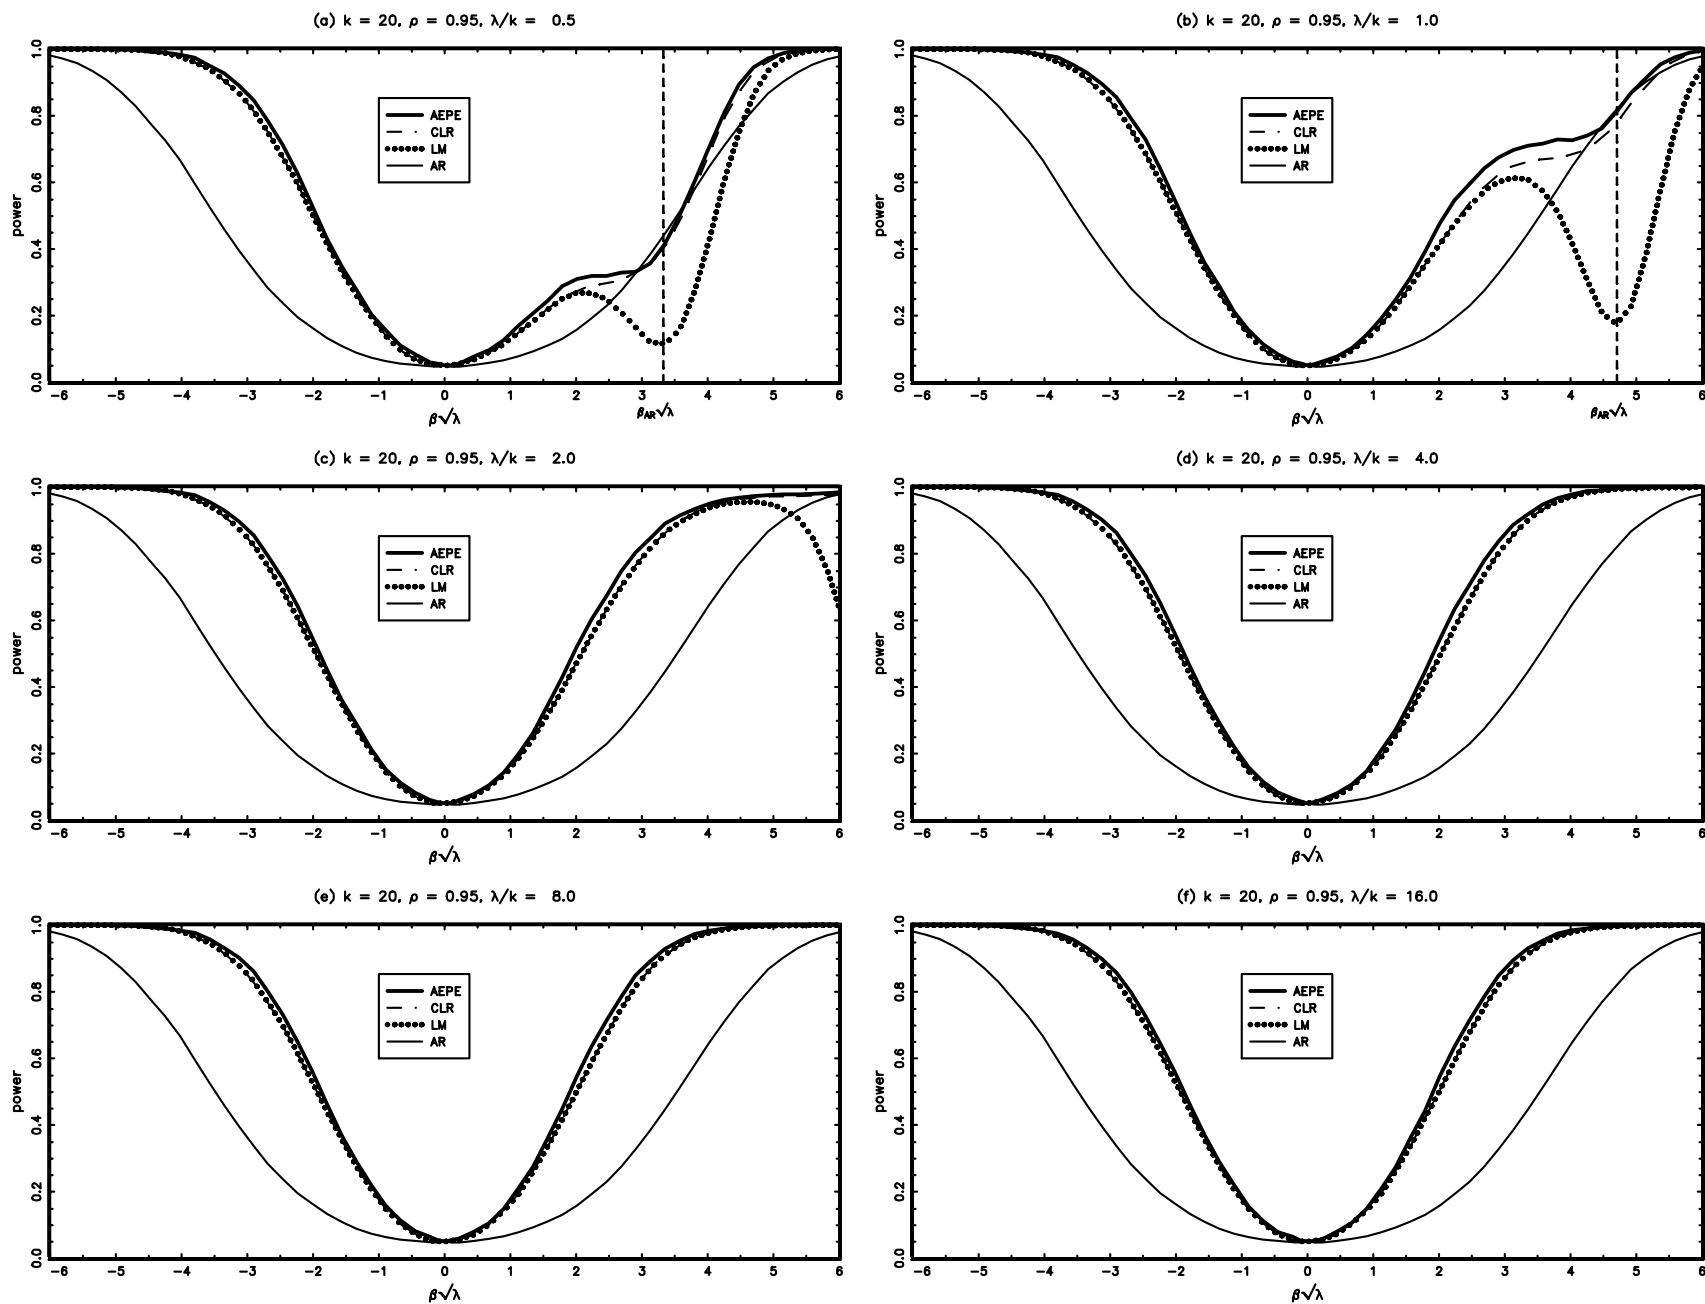 (a) k = 20, ρ = 0.95, λ/k = 0.5
power
0.0 0.2 0.4 0.6 0.8 1.0
AEPE
CLR
LM
AR
-6 -5 -4 -3 -2 -1 0 1 2 3 4 5 6
β√λ
β_AR√λ
(b) k = 20, ρ = 0.95, λ/k = 1.0
power
0.0 0.2 0.4 0.6 0.8 1.0
AEPE
CLR
LM
AR
-6 -5 -4 -3 -2 -1 0 1 2 3 4 5 6
β√λ
β_AR√λ
(c) k = 20, ρ = 0.95, λ/k = 2.0
power
0.0 0.2 0.4 0.6 0.8 1.0
AEPE
CLR
LM
AR
-6 -5 -4 -3 -2 -1 0 1 2 3 4 5 6
β√λ
(d) k = 20, ρ = 0.95, λ/k = 4.0
power
0.0 0.2 0.4 0.6 0.8 1.0
AEPE
CLR
LM
AR
-6 -5 -4 -3 -2 -1 0 1 2 3 4 5 6
β√λ
(e) k = 20, ρ = 0.95, λ/k = 8.0
power
0.0 0.2 0.4 0.6 0.8 1.0
AEPE
CLR
LM
AR
-6 -5 -4 -3 -2 -1 0 1 2 3 4 5 6
β√λ
(f) k = 20, ρ = 0.95, λ/k = 16.0
power
0.0 0.2 0.4 0.6 0.8 1.0
AEPE
CLR
LM
AR
-6 -5 -4 -3 -2 -1 0 1 2 3 4 5 6
β√λ